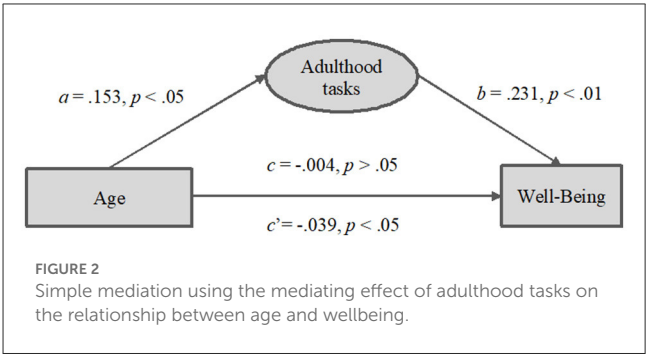 Adulthood
tasks
a = .153, p < .05
b = .231, p < .01
c = -.004, p > .05
Age
Well-Being
c’= -.039, p < .05
FIGURE 2
Simple mediation using the mediating effect of adulthood tasks on
the relationship between age and wellbeing.